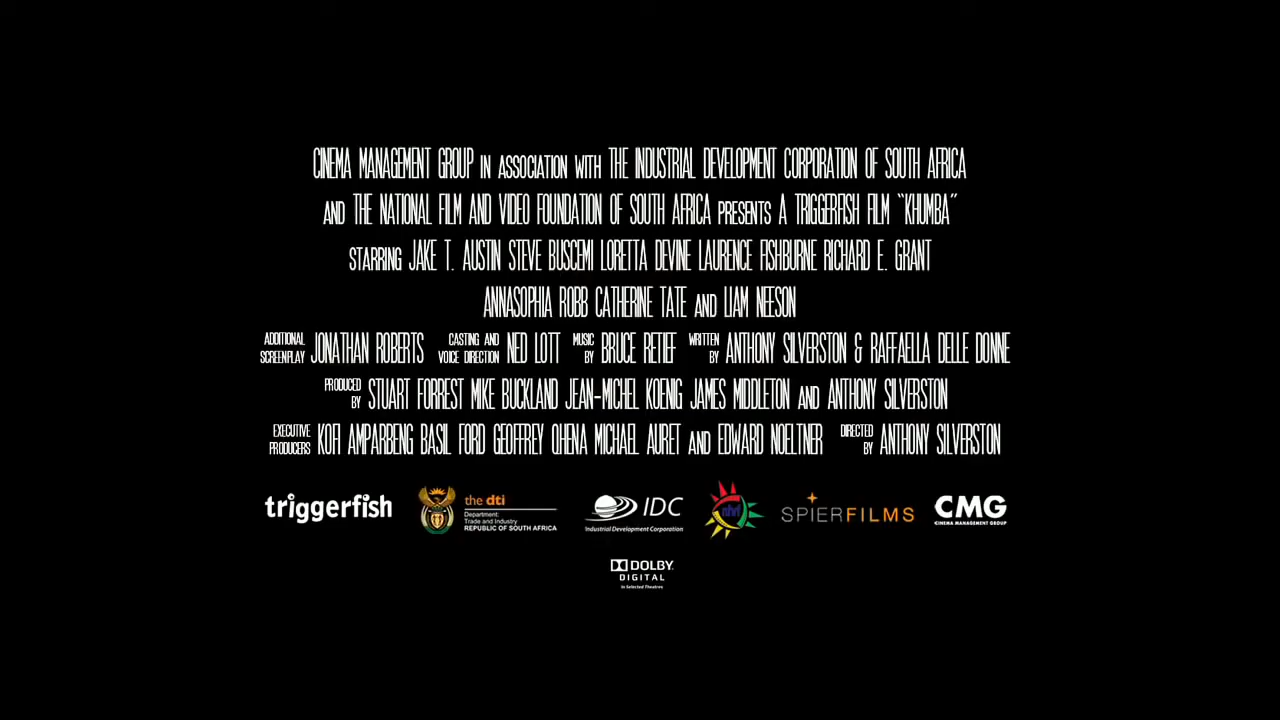 CINEMA MANAGEMENT GROUP IN ASSOCIATION WITH THE INDUSTRIAL DEVELOPMENT CORPORATION OF SOUTH AFRICA
AND THE NATIONAL FILM AND VIDEO FOUNDATION OF SOUTH AFRICA PRESENTS A TRIGGERFISH FILM “KHUMBA”
STARRING JAKE T. AUSTIN STEVE BUSCEMI LORETTA DEVINE LAURENCE FISHBURNE RICHARD E. GRANT
ANNASOPHIA ROBB CATHERINE TATE AND LIAM NEESON
ADDITIONAL SCREENPLAY JONATHAN ROBERTS CASTING AND VOICE DIRECTION NED LOTT MUSIC BY BRUCE RETIEF WRITTEN BY ANTHONY SILVERSTON & RAFFAELLA DELLE DONNE
PRODUCED BY STUART FORREST MIKE BUCKLAND JEAN-MICHEL KOENIG JAMES MIDDLETON AND ANTHONY SILVERSTON
EXECUTIVE PRODUCERS KOFI AMPARBENG BASIL FORD GEOFFREY QHENA MICHAEL AURET AND EDWARD NOELTNER DIRECTED BY ANTHONY SILVERSTON
triggerfish
the dti
Department:
Trade and Industry
REPUBLIC OF SOUTH AFRICA
IDC
Industrial Development Corporation
nfvf
SPIERFILMS
CMG
CINEMA MANAGEMENT GROUP
DOLBY
DIGITAL
In Selected Theatres